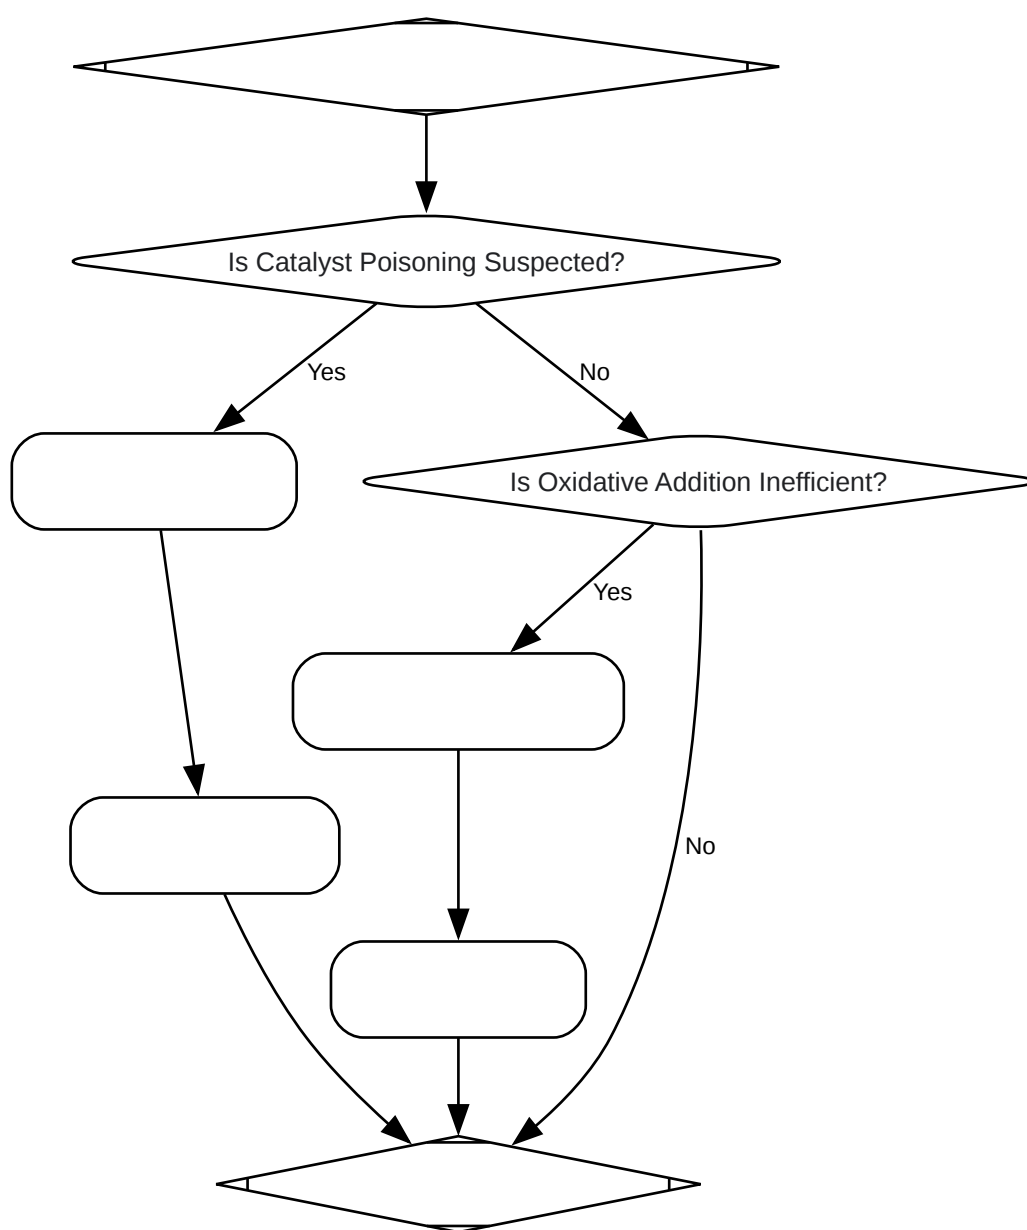 Is Catalyst Poisoning Suspected?
Yes
No
Is Oxidative Addition Inefficient?
Yes
No